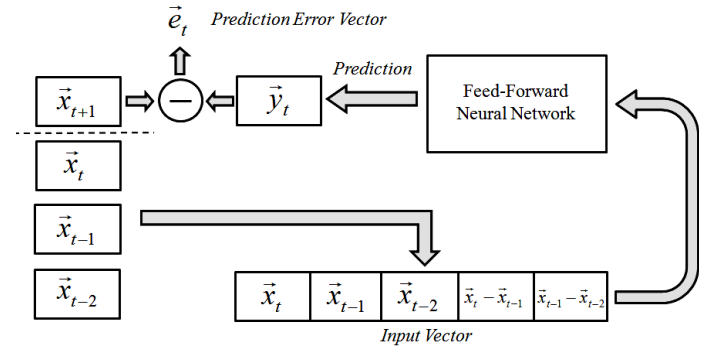 e⃗ₜ Prediction Error Vector
Prediction
x⃗ₜ₊₁
−
y⃗ₜ
Feed-Forward
Neural Network
x⃗ₜ
x⃗ₜ₋₁
x⃗ₜ₋₂
x⃗ₜ x⃗ₜ₋₁ x⃗ₜ₋₂ x⃗ₜ − x⃗ₜ₋₁ x⃗ₜ₋₁ − x⃗ₜ₋₂
Input Vector